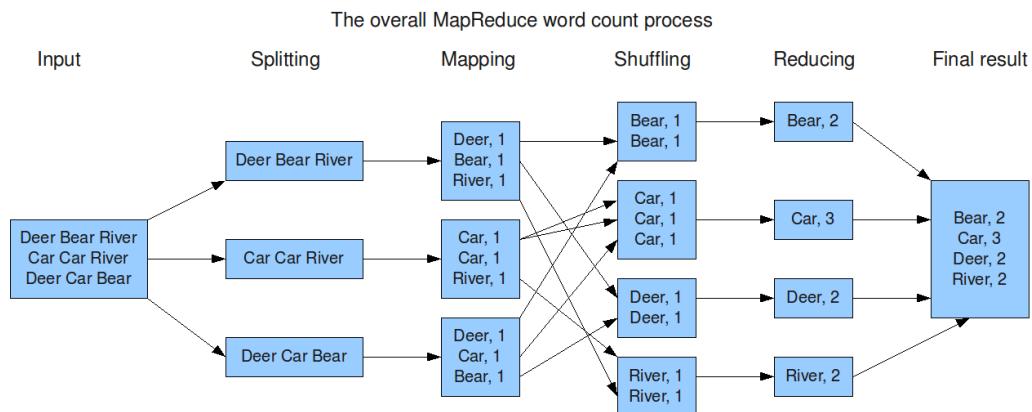 The overall MapReduce word count process
Input
Splitting
Mapping
Shuffling
Reducing
Final result
Deer Bear River
Car Car River
Deer Car Bear
Deer Bear River
Car Car River
Deer Car Bear
Deer, 1
Bear, 1
River, 1
Car, 1
Car, 1
River, 1
Deer, 1
Car, 1
Bear, 1
Bear, 1
Bear, 1
Car, 1
Car, 1
Car, 1
Deer, 1
Deer, 1
River, 1
River, 1
Bear, 2
Car, 3
Deer, 2
River, 2
Bear, 2
Car, 3
Deer, 2
River, 2